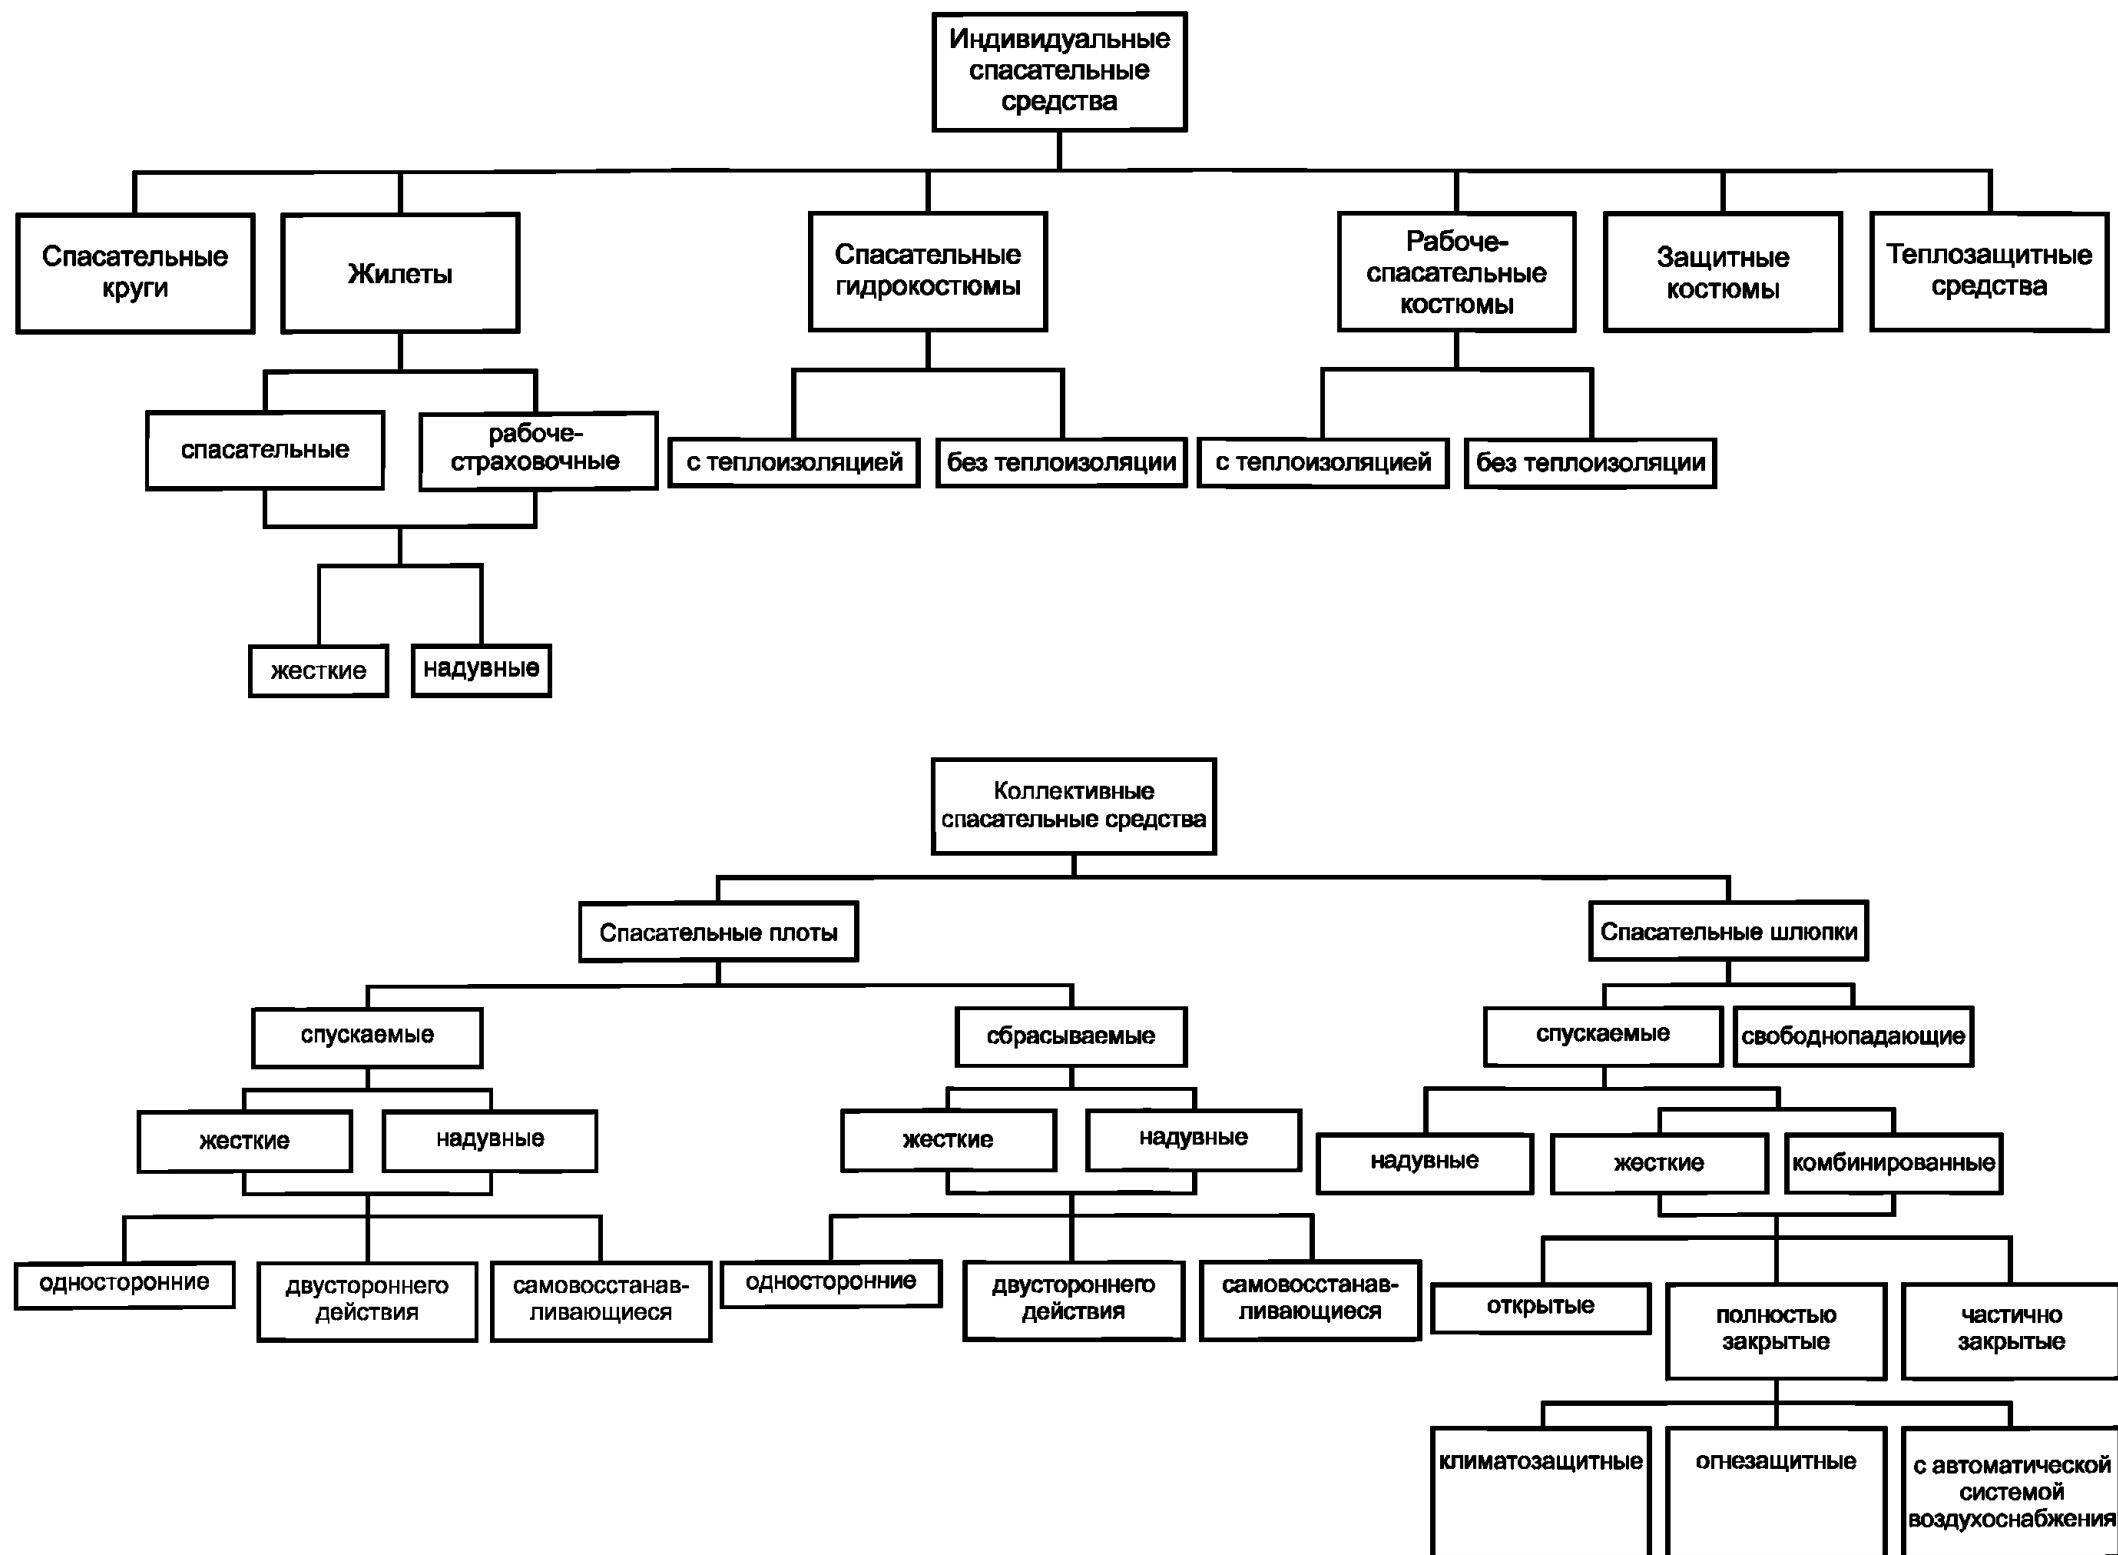 Индивидуальные
спасательные
средства
Спасательные
круги
Жилеты
Спасательные
гидрокостюмы
Рабоче-
спасательные
костюмы
Защитные
костюмы
Теплозащитные
средства
спасательные
рабоче-
страховочные
с теплоизоляцией
без теплоизоляции
с теплоизоляцией
без теплоизоляции
жесткие
надувные
Коллективные
спасательные средства
Спасательные плоты
Спасательные шлюпки
спускаемые
сбрасываемые
спускаемые
свободнопадающие
жесткие
надувные
жесткие
надувные
надувные
жесткие
комбинированные
односторонние
двустороннего
действия
самовосстанав-
ливающиеся
односторонние
двустороннего
действия
самовосстанав-
ливающиеся
открытые
полностью
закрытые
частично
закрытые
климатозащитные
огнезащитные
с автоматической
системой
воздухоснабжения